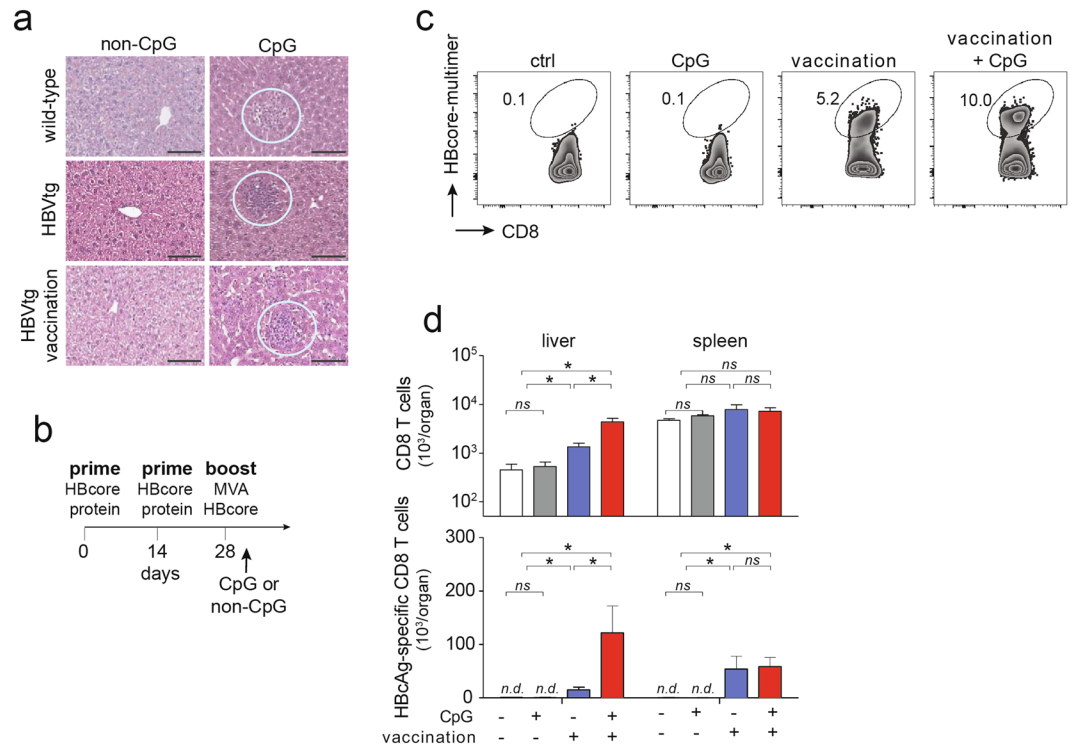 a
non-CpG CpG
wild-type
HBVtg
HBVtg
vaccination
b
prime prime boost
HBcore HBcore MVA
protein protein HBcore
0 14 28
days
CpG or
non-CpG
c
ctrl CpG vaccination vaccination
+ CpG
HBcore-multimer
0.1 0.1 5.2 10.0
CD8
d
liver spleen
CD8 T cells
(10³/organ)
10⁵
10⁴
10³
10²
* ns
* * ns ns
ns ns
HBcAg-specific CD8 T cells
(10³/organ)
300
200
100
0
* *
* * * ns
ns ns
n.d. n.d. n.d. n.d.
CpG - + - + - + - +
vaccination - - + + - - + +